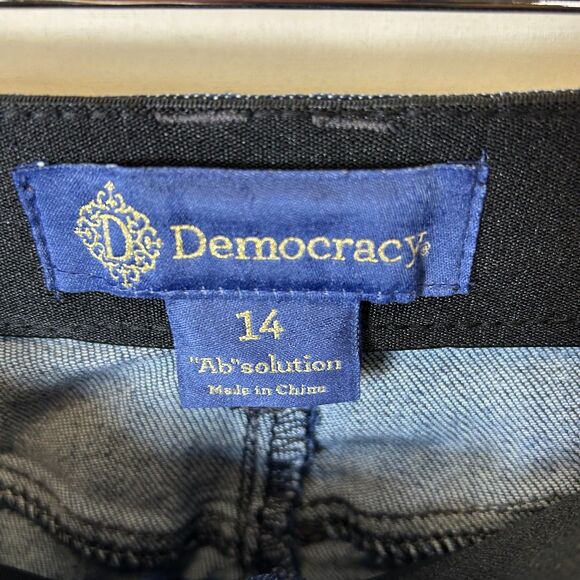 D
Democracy®
14
"Ab"solution
Made in China